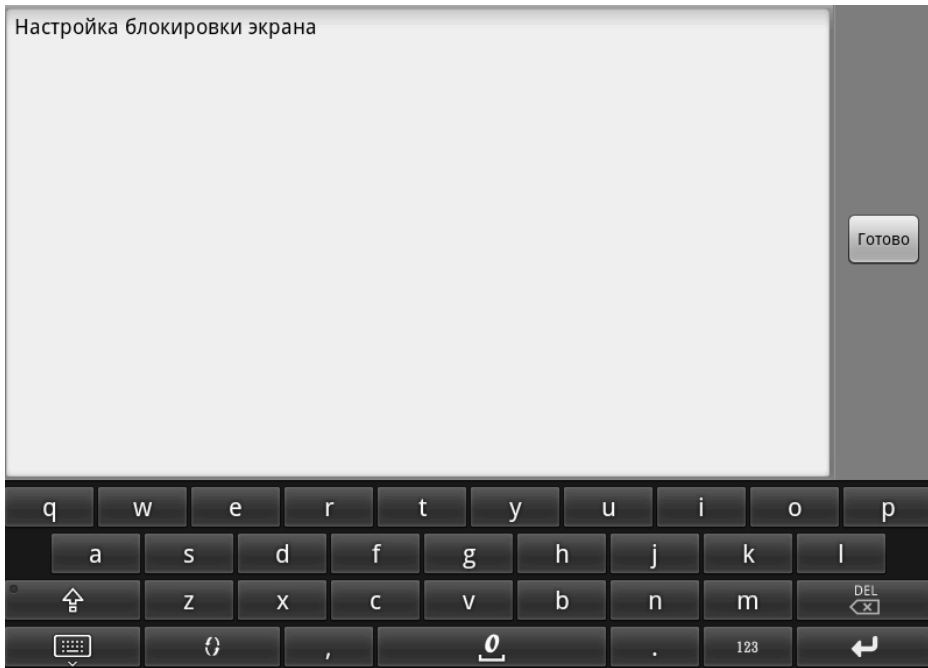 Настройка блокировки экрана
Готово
q w e r t y u i o p
a s d f g h j k l
z x c v b n m DEL
, . 123